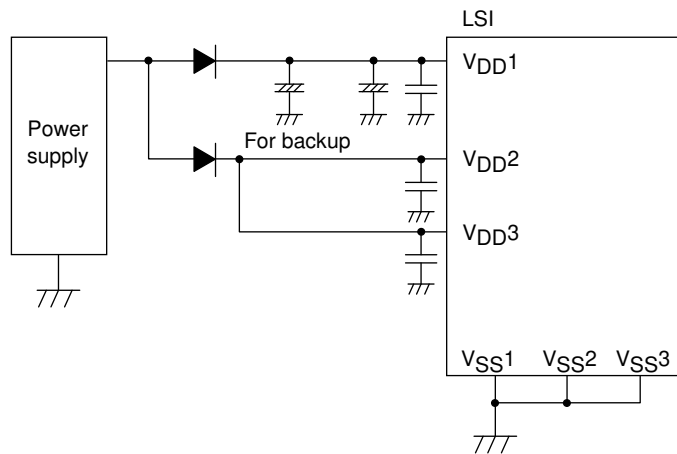 LSI
VDD1
Power
supply
For backup
VDD2
VDD3
VSS1 VSS2 VSS3